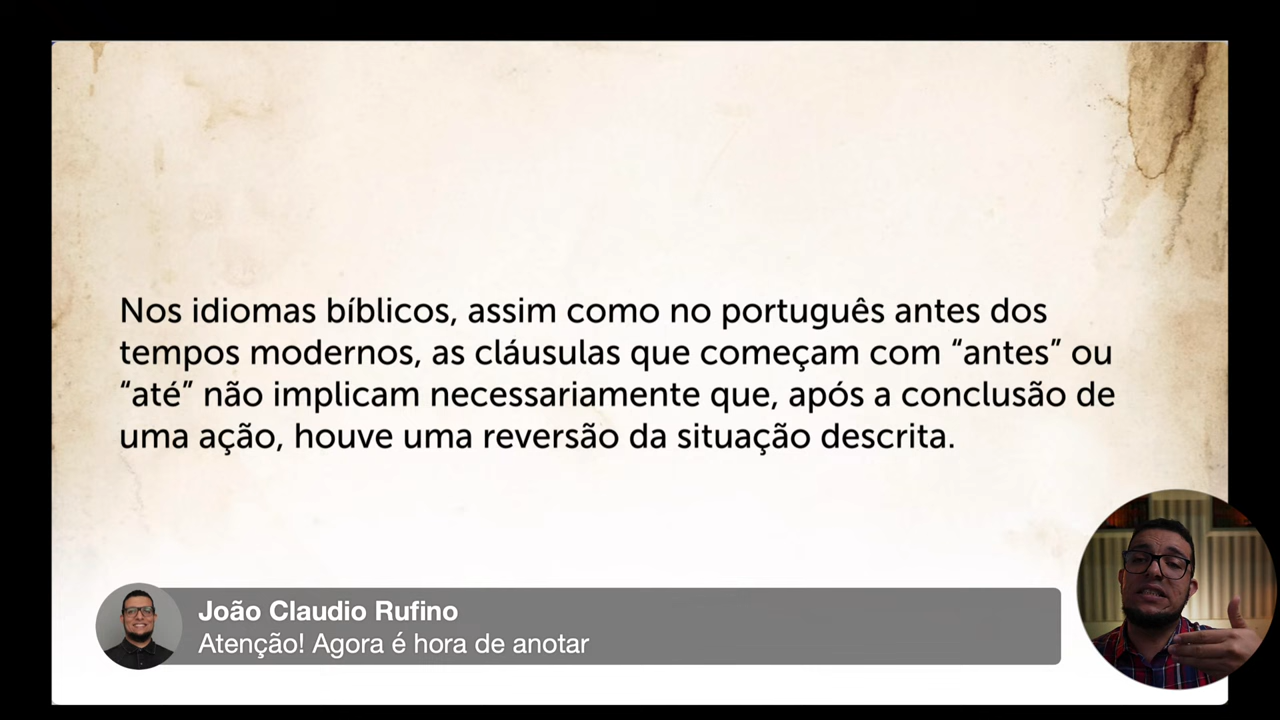 Nos idiomas bíblicos, assim como no português antes dos
tempos modernos, as cláusulas que começam com “antes” ou
“até” não implicam necessariamente que, após a conclusão de
uma ação, houve uma reversão da situação descrita.
João Claudio Rufino
Atenção! Agora é hora de anotar